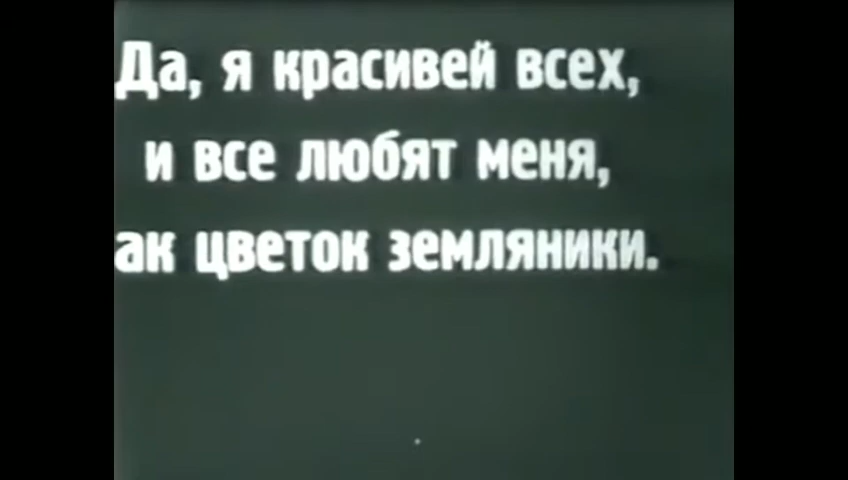 Да, я красивей всех,
и все любят меня,
ак цветок земляники.